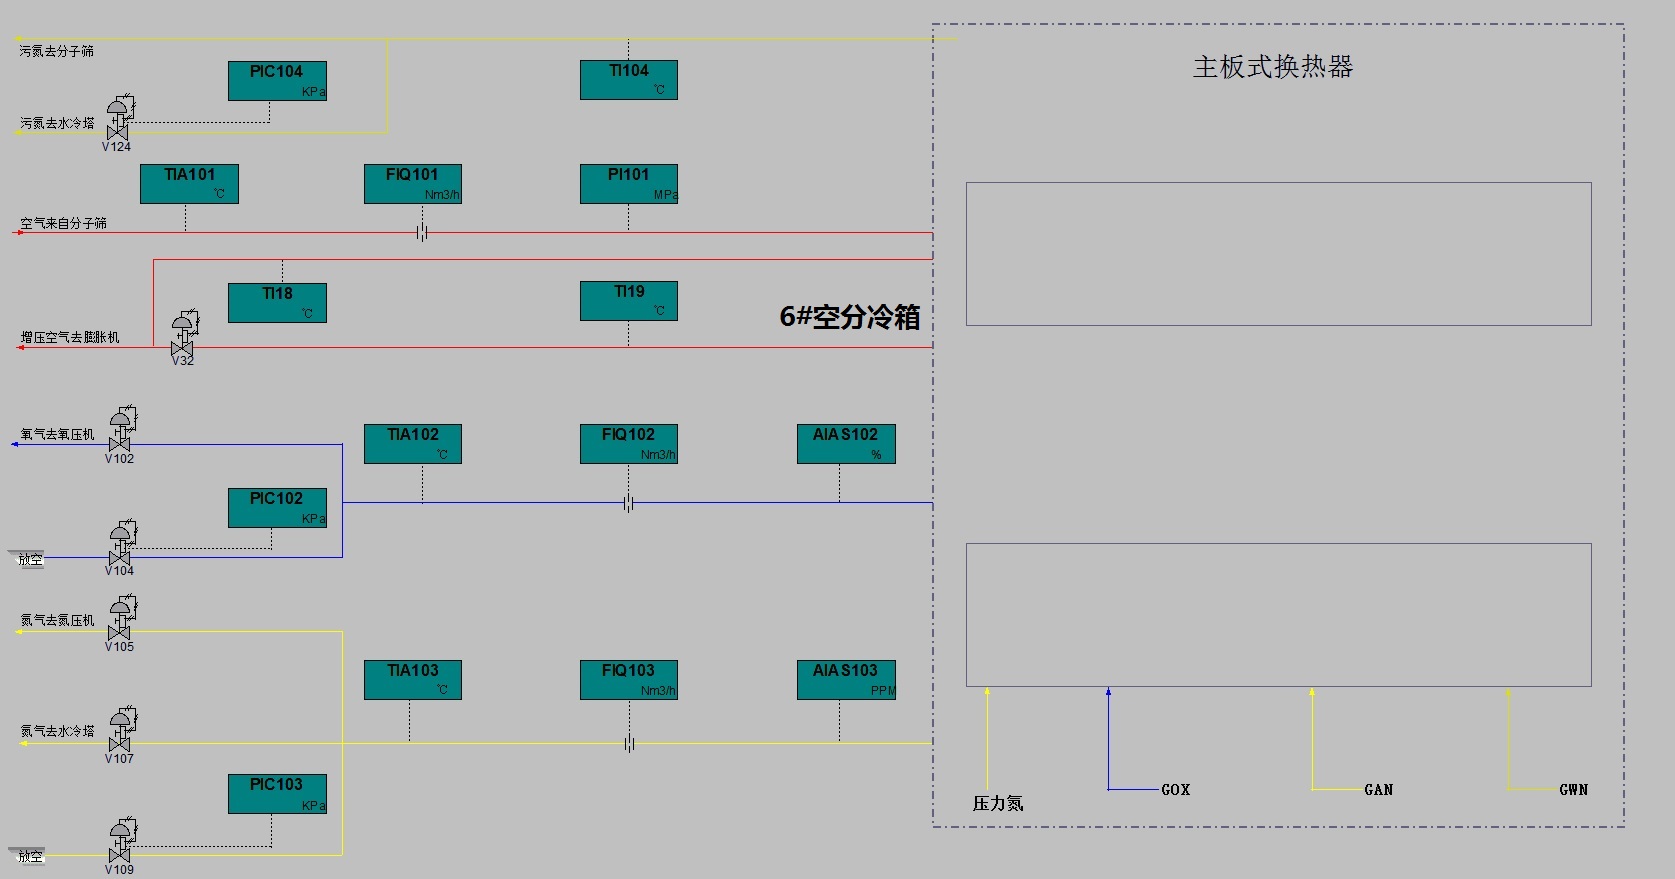 污氮去分子筛
PIC104
KPa
TI104
℃
主板式换热器
污氮去水冷塔
V124
TIA101
℃
FIQ101
Nm3/h
PI101
MPa
空气来自分子筛
TI18
℃
TI19
℃
6#空分冷箱
增压空气去膨胀机
V32
氧气去氧压机
V102
TIA102
℃
FIQ102
Nm3/h
AIAS102
%
PIC102
KPa
放空
V104
氮气去氮压机
V105
TIA103
℃
FIQ103
Nm3/h
AIAS103
PPM
氮气去水冷塔
V107
PIC103
KPa
压力氮
GOX
GAN
GWN
放空
V109